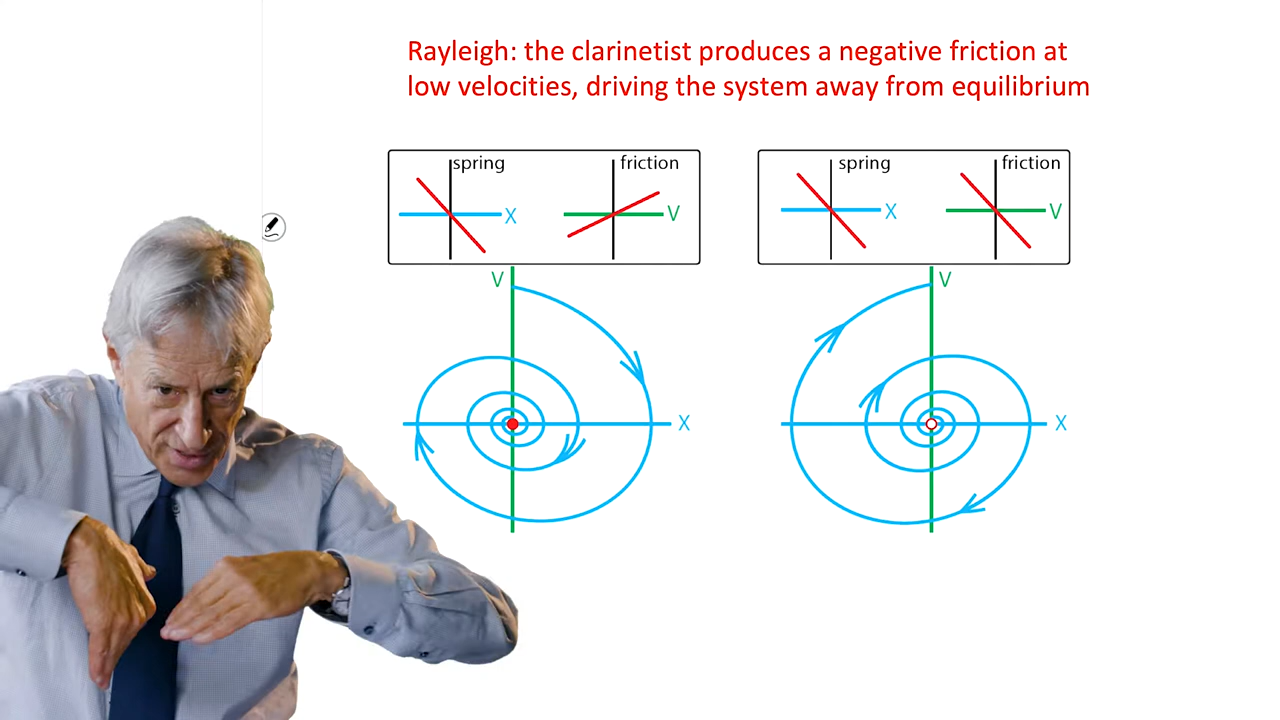 Rayleigh: the clarinetist produces a negative friction at
low velocities, driving the system away from equilibrium
spring
friction
X
V
spring
friction
X
V
V
X
V
X